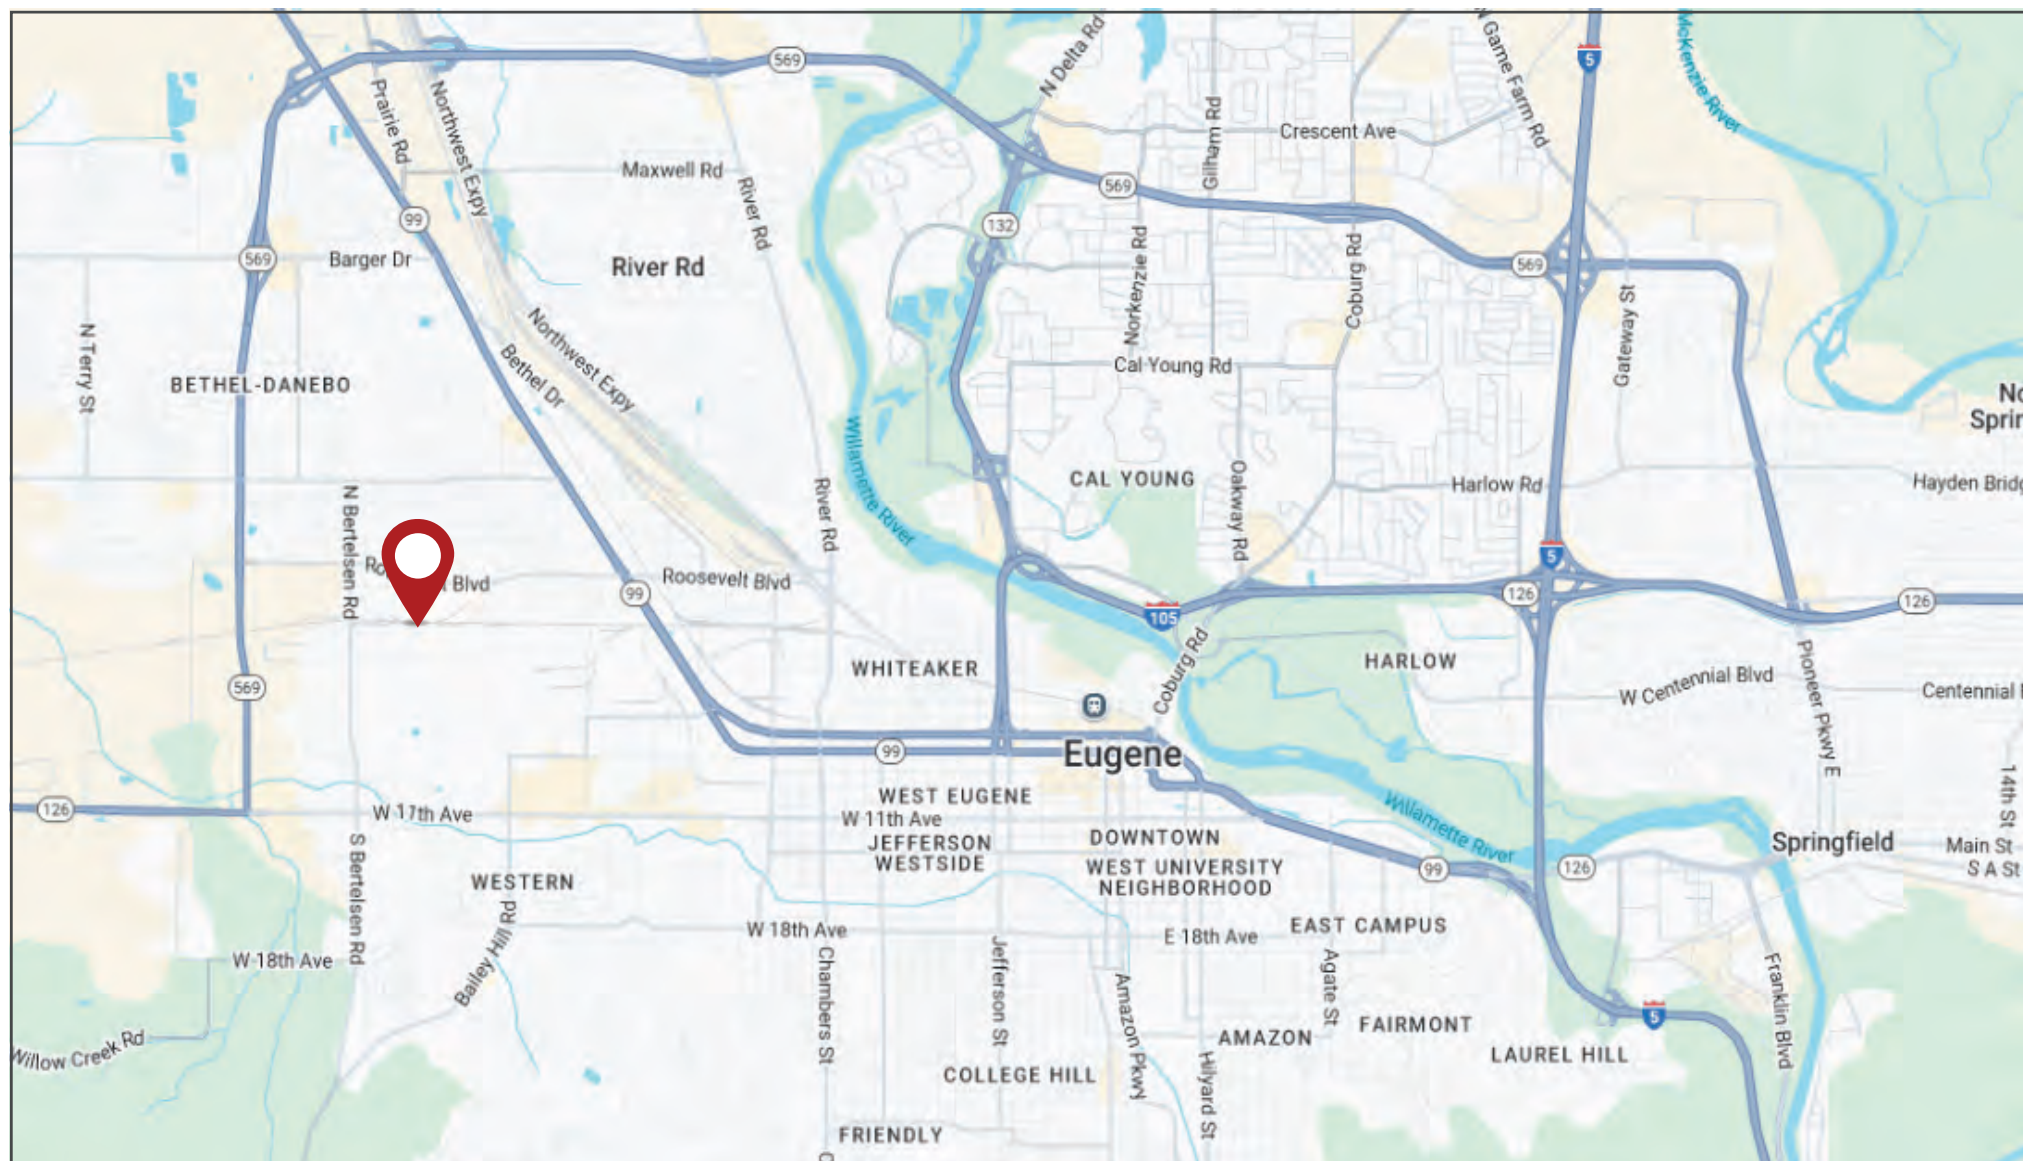 569
N Delta Rd
N Game Farm Rd
5
McKenzie River
Prairie Rd
Northwest Expy
Crescent Ave
Gilham Rd
Maxwell Rd
River Rd
569
99
132
Norkenzie Rd
Coburg Rd
569
Barger Dr
River Rd
569
Gateway St
N Terry St
Northwest Expy
Bethel Dr
Cal Young Rd
BETHEL-DANEBO
Willamette River
CAL YOUNG
Oakway Rd
Harlow Rd
Hayden Bridg
N Bertelsen Rd
River Rd
Blvd
Roosevelt Blvd
99
5
126
126
105
Coburg Rd
WHITEAKER
HARLOW
Pioneer Pkwy E
W Centennial Blvd
Centennial
569
99
Eugene
14th St
126
W 17th Ave
WEST EUGENE
W 11th Ave
JEFFERSON
WESTSIDE
DOWNTOWN
WEST UNIVERSITY
NEIGHBORHOOD
Willamette River
99
126
Springfield
Main St
S A St
S Bertelsen Rd
WESTERN
Bailey Hill Rd
W 18th Ave
W 18th Ave
E 18th Ave
EAST CAMPUS
Chambers St
Jefferson St
Amazon Pkwy
Agate St
Franklin Blvd
Willow Creek Rd
AMAZON
FAIRMONT
5
LAUREL HILL
COLLEGE HILL
Hilyard St
FRIENDLY